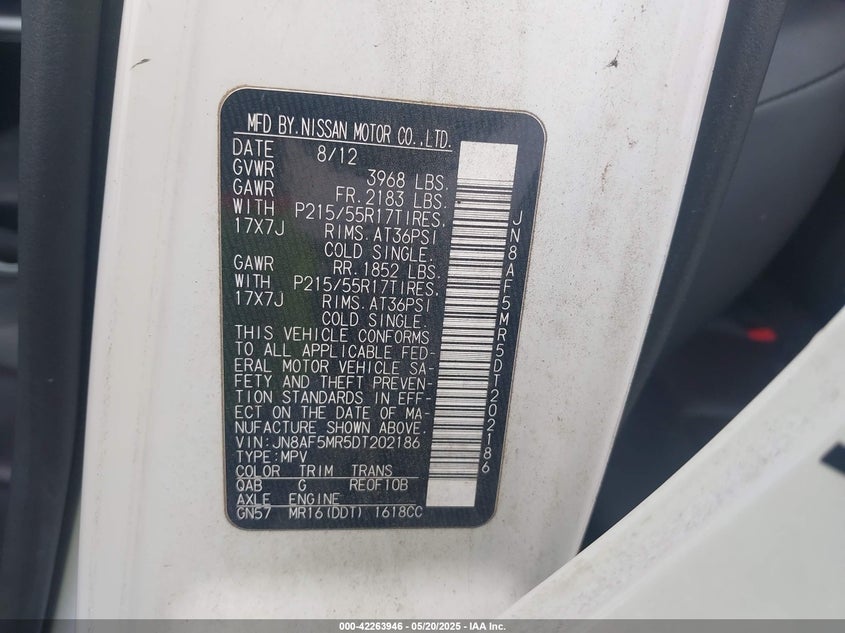 MFD BY.NISSAN MOTOR CO.,LTD.
DATE 8/12
GVWR 3968 LBS.
GAWR FR.2183 LBS.
WITH P215/55R17TIRES,
17X7J RIMS.AT36PSI
COLD SINGLE.
GAWR RR.1852 LBS.
WITH P215/55R17TIRES,
17X7J RIMS.AT36PSI
COLD SINGLE.
THIS VEHICLE CONFORMS
TO ALL APPLICABLE FED-
ERAL MOTOR VEHICLE SA-
FETY AND THEFT PREVEN-
TION STANDARDS IN EFF-
ECT ON THE DATE OF MA-
NUFACTURE SHOWN ABOVE.
VIN:JN8AF5MR5DT202186
TYPE:MPV
COLOR TRIM TRANS
QAB G RE0F10B
AXLE ENGINE
GN57 MR16(DDT) 1618CC
JN8AF5MR5DT202186
000-42263946 — 05/20/2025 — IAA Inc.